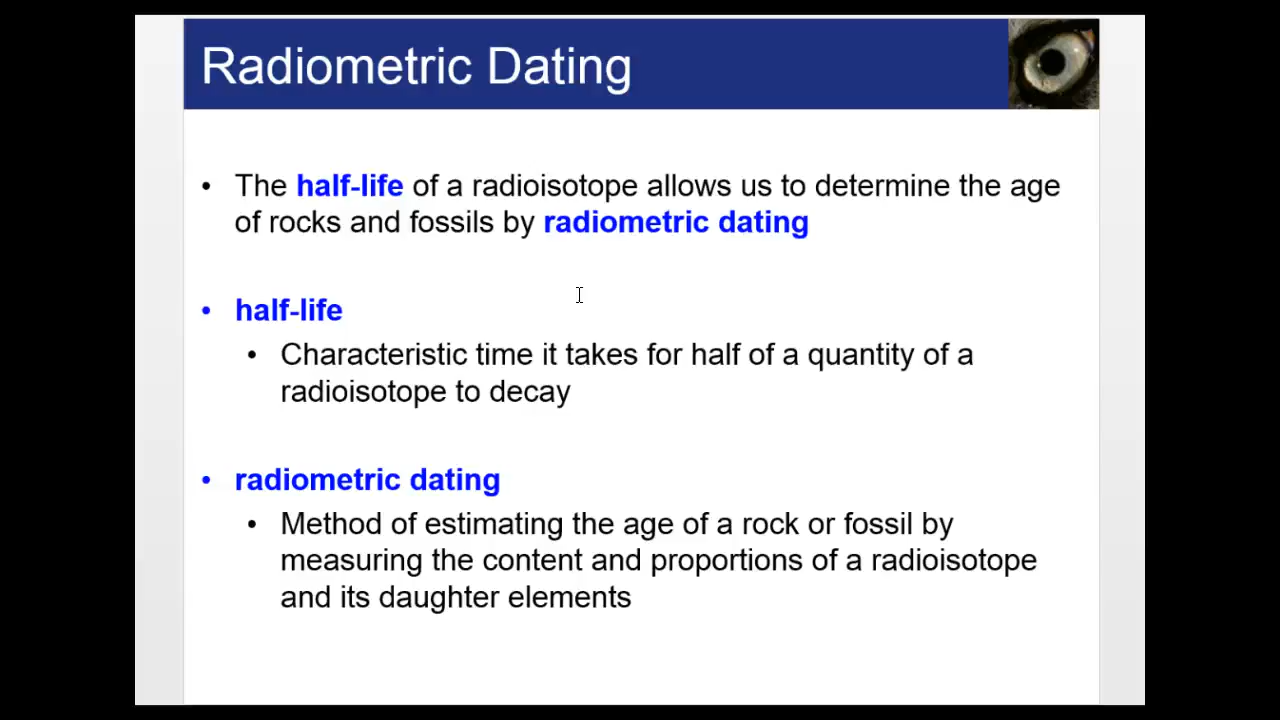 Radiometric Dating
• The half-life of a radioisotope allows us to determine the age
of rocks and fossils by radiometric dating
• half-life
• Characteristic time it takes for half of a quantity of a
radioisotope to decay
• radiometric dating
• Method of estimating the age of a rock or fossil by
measuring the content and proportions of a radioisotope
and its daughter elements